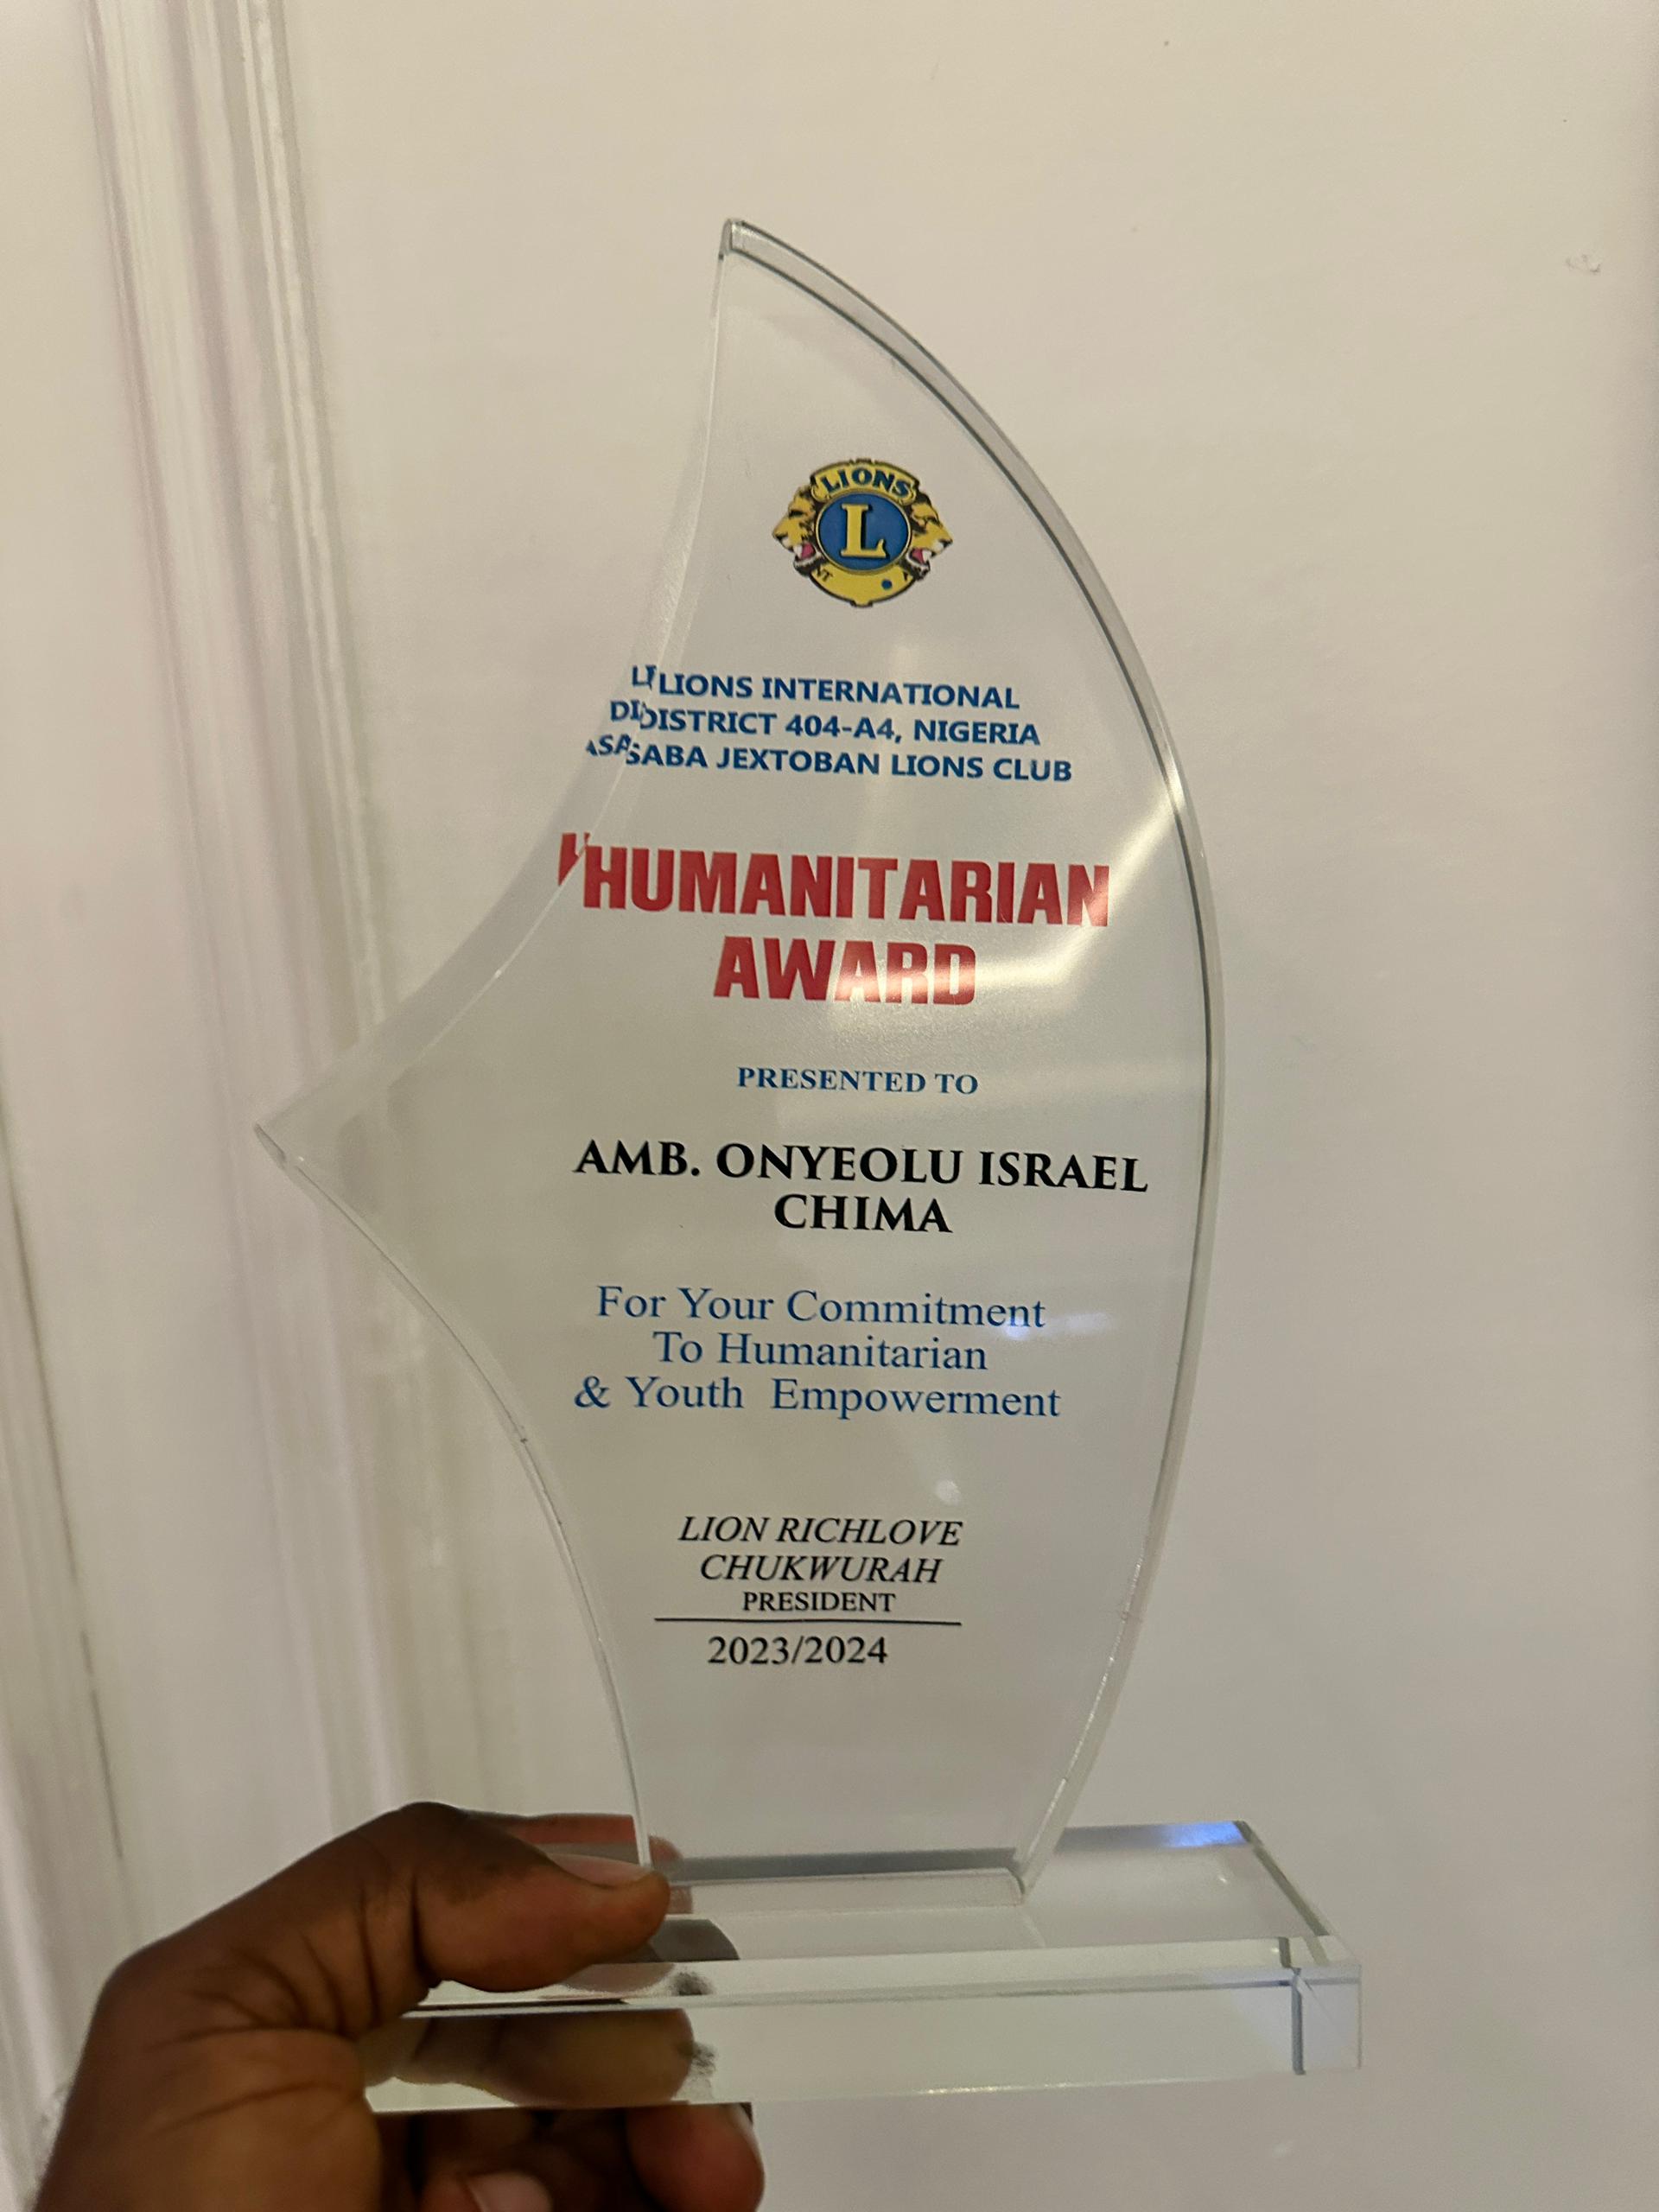 LIONS
L
LIONS INTERNATIONAL
DISTRICT 404-A4, NIGERIA
ASABA JEXTOBAN LIONS CLUB
HUMANITARIAN
AWARD
PRESENTED TO
AMB. ONYEOLU ISRAEL
CHIMA
For Your Commitment
To Humanitarian
& Youth Empowerment
LION RICHLOVE
CHUKWURAH
PRESIDENT
2023/2024